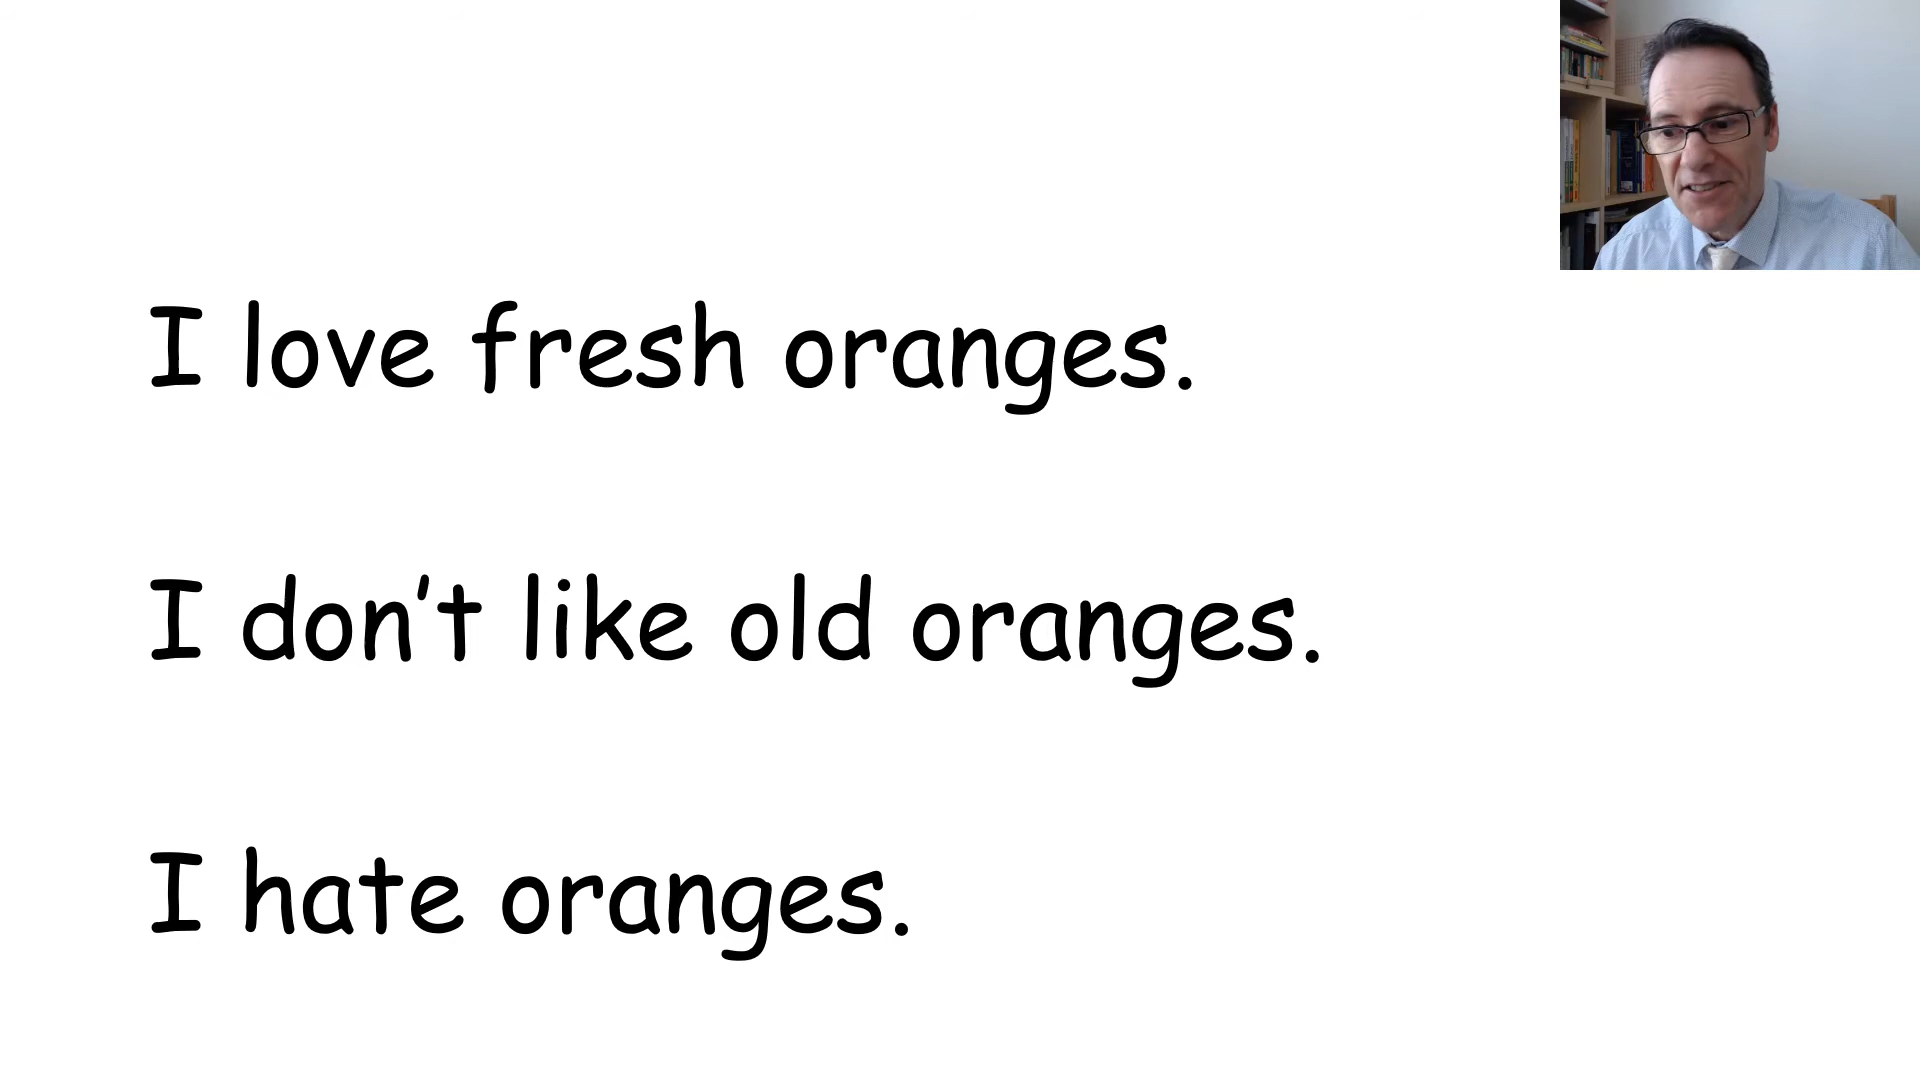 I love fresh oranges.
I don’t like old oranges.
I hate oranges.